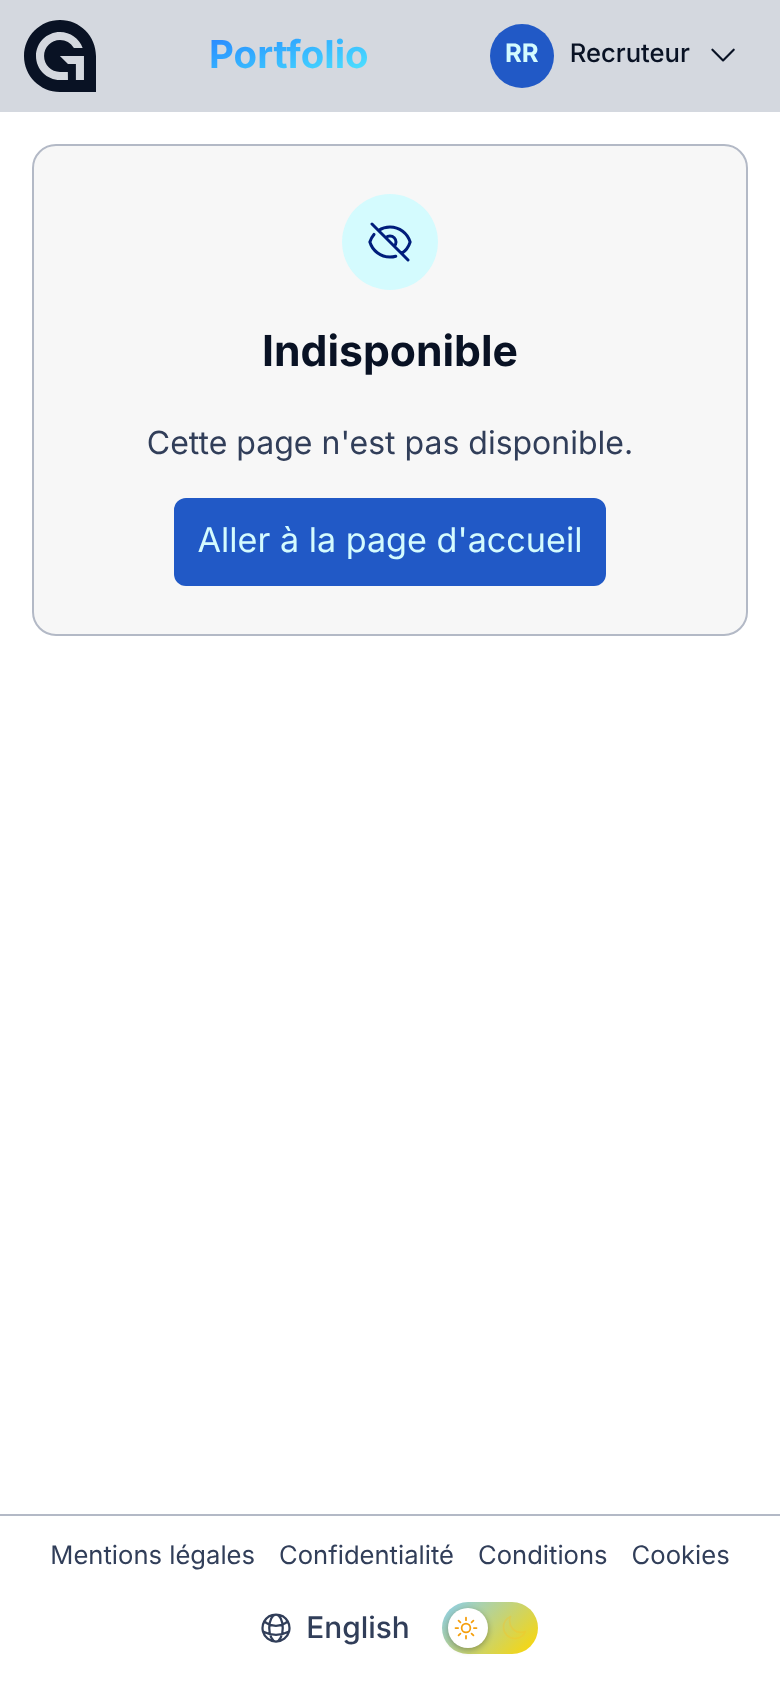 Portfolio
RR Recruteur
Indisponible
Cette page n'est pas disponible.
Aller à la page d'accueil
Mentions légales Confidentialité Conditions Cookies
English